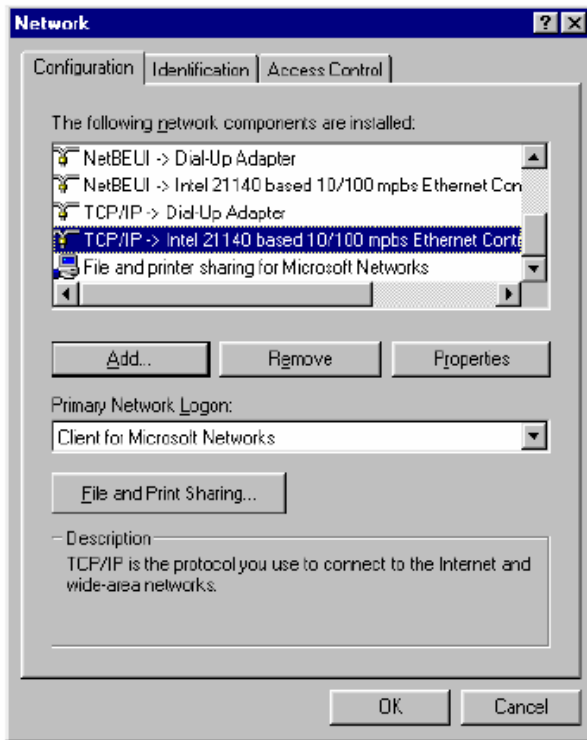 Network
Configuration Identification Access Control
The following network components are installed:
NetBEUI -> Dial-Up Adapter
NetBEUI -> Intel 21140 based 10/100 mpbs Ethernet Con
TCP/IP -> Dial-Up Adapter
TCP/IP -> Intel 21140 based 10/100 mpbs Ethernet Contr
File and printer sharing for Microsoft Networks
Add... Remove Properties
Primary Network Logon:
Client for Microsoft Networks
File and Print Sharing...
Description
TCP/IP is the protocol you use to connect to the Internet and
wide-area networks.
OK Cancel